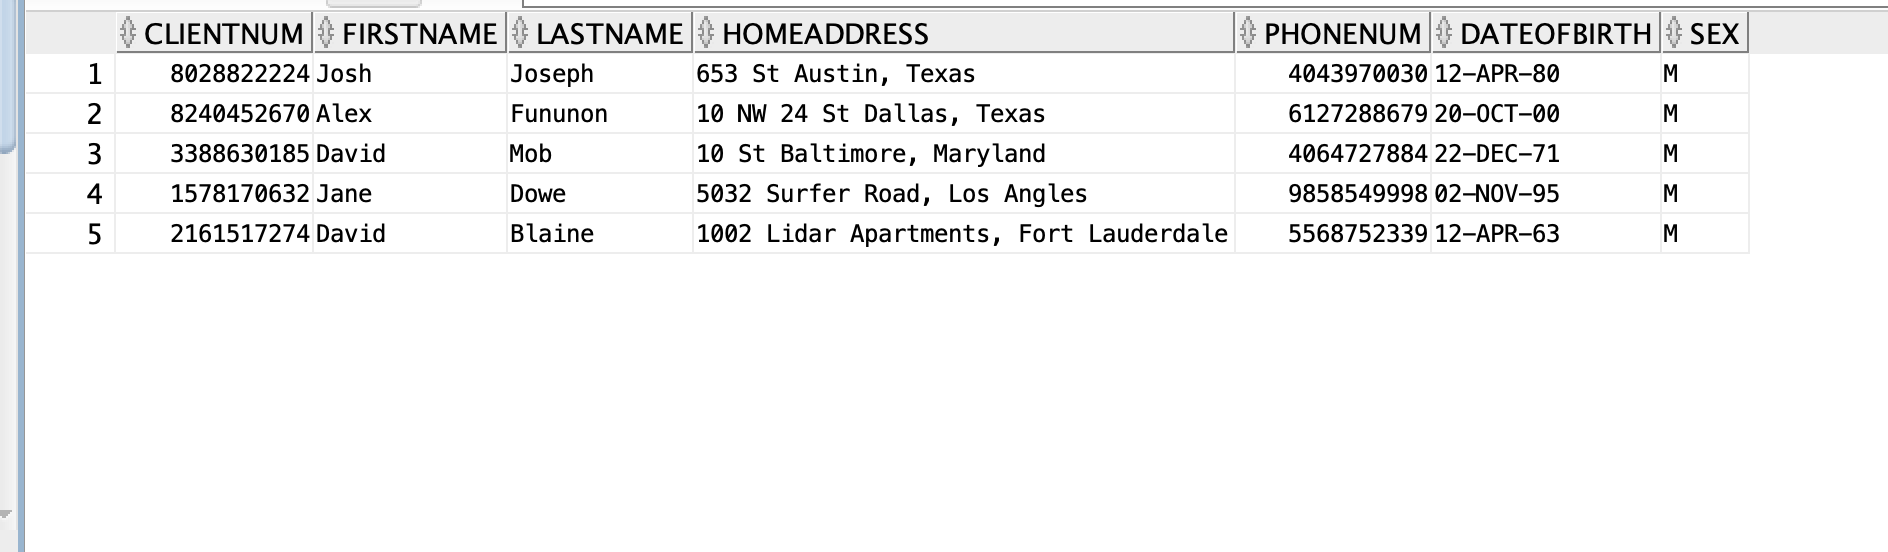 CLIENTNUM FIRSTNAME LASTNAME HOMEADDRESS PHONENUM DATEOFBIRTH SEX
1 8028822224 Josh Joseph 653 St Austin, Texas 4043970030 12-APR-80 M
2 8240452670 Alex Fununon 10 NW 24 St Dallas, Texas 6127288679 20-OCT-00 M
3 3388630185 David Mob 10 St Baltimore, Maryland 4064727884 22-DEC-71 M
4 1578170632 Jane Dowe 5032 Surfer Road, Los Angles 9858549998 02-NOV-95 M
5 2161517274 David Blaine 1002 Lidar Apartments, Fort Lauderdale 5568752339 12-APR-63 M